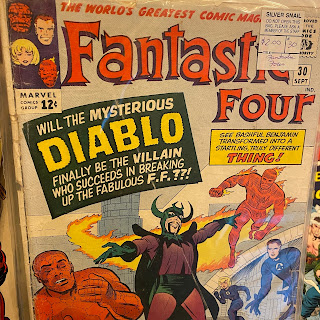 THE WORLD'S GREATEST COMIC MAG
Fantastic
Four
MARVEL
COMICS
GROUP
12¢
SILVER SNAIL
30
30
SEPT
IND.
WILL THE MYSTERIOUS
DIABLO
FINALLY BE THE VILLAIN
WHO SUCCEEDS IN BREAKING
UP THE FABULOUS F.F.??!
SEE BASHFUL BENJAMIN
TRANSFORMED INTO A
STARTLING, TRULY DIFFERENT
THING!